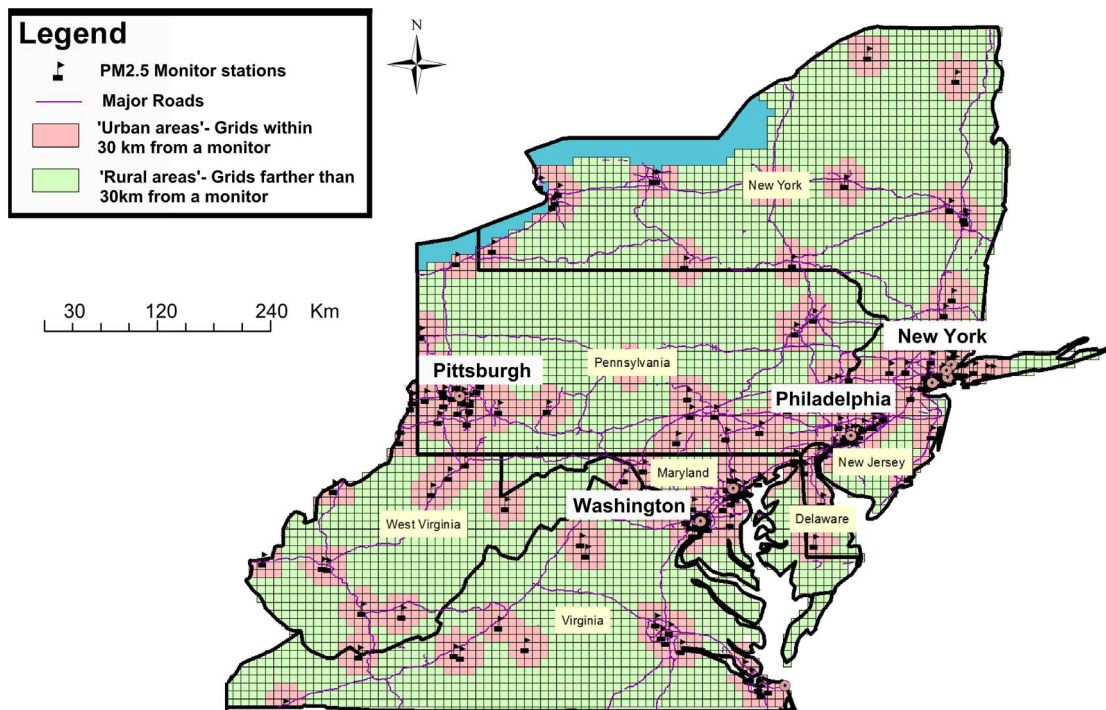 Legend
PM2.5 Monitor stations
Major Roads
'Urban areas'- Grids within
30 km from a monitor
'Rural areas'- Grids farther than
30km from a monitor
N
30 120 240 Km
New York
New York
Pennsylvania
Pittsburgh
Philadelphia
New Jersey
Maryland
Washington
Delaware
West Virginia
Virginia